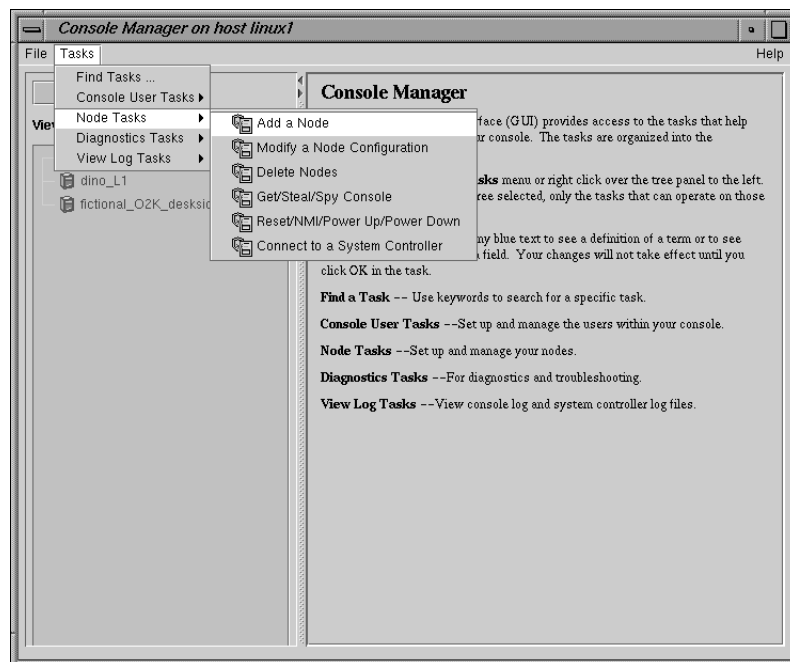 Console Manager on host linux1
File Tasks Help
Find Tasks ...
Console User Tasks
Node Tasks
Diagnostics Tasks
View Log Tasks
Add a Node
Modify a Node Configuration
Delete Nodes
Get/Steal/Spy Console
Reset/NMI/Power Up/Power Down
Connect to a System Controller
dino_L1
fictional_O2K_desksi
Console Manager
(GUI) provides access to the tasks that help
console. The tasks are organized into the
menu or right click over the tree panel to the left.
selected, only the tasks that can operate on those
blue text to see a definition of a term or to see
field. Your changes will not take effect until you
click OK in the task.
Find a Task -- Use keywords to search for a specific task.
Console User Tasks --Set up and manage the users within your console.
Node Tasks --Set up and manage your nodes.
Diagnostics Tasks --For diagnostics and troubleshooting.
View Log Tasks --View console log and system controller log files.